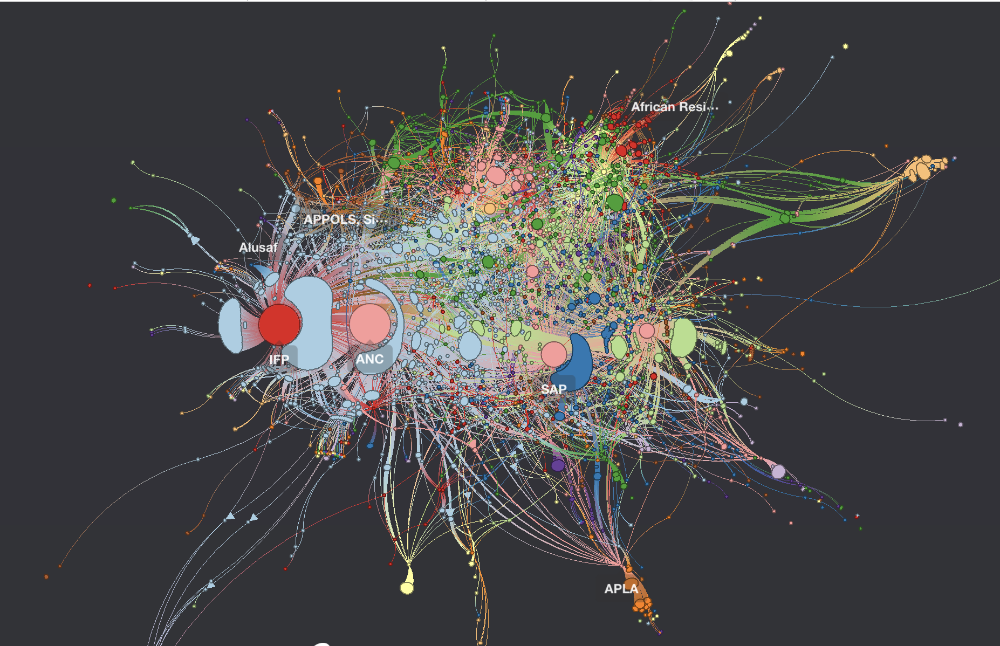 African Resi···
APPOLS, Si···
Alusaf
IFP
ANC
SAP
APLA